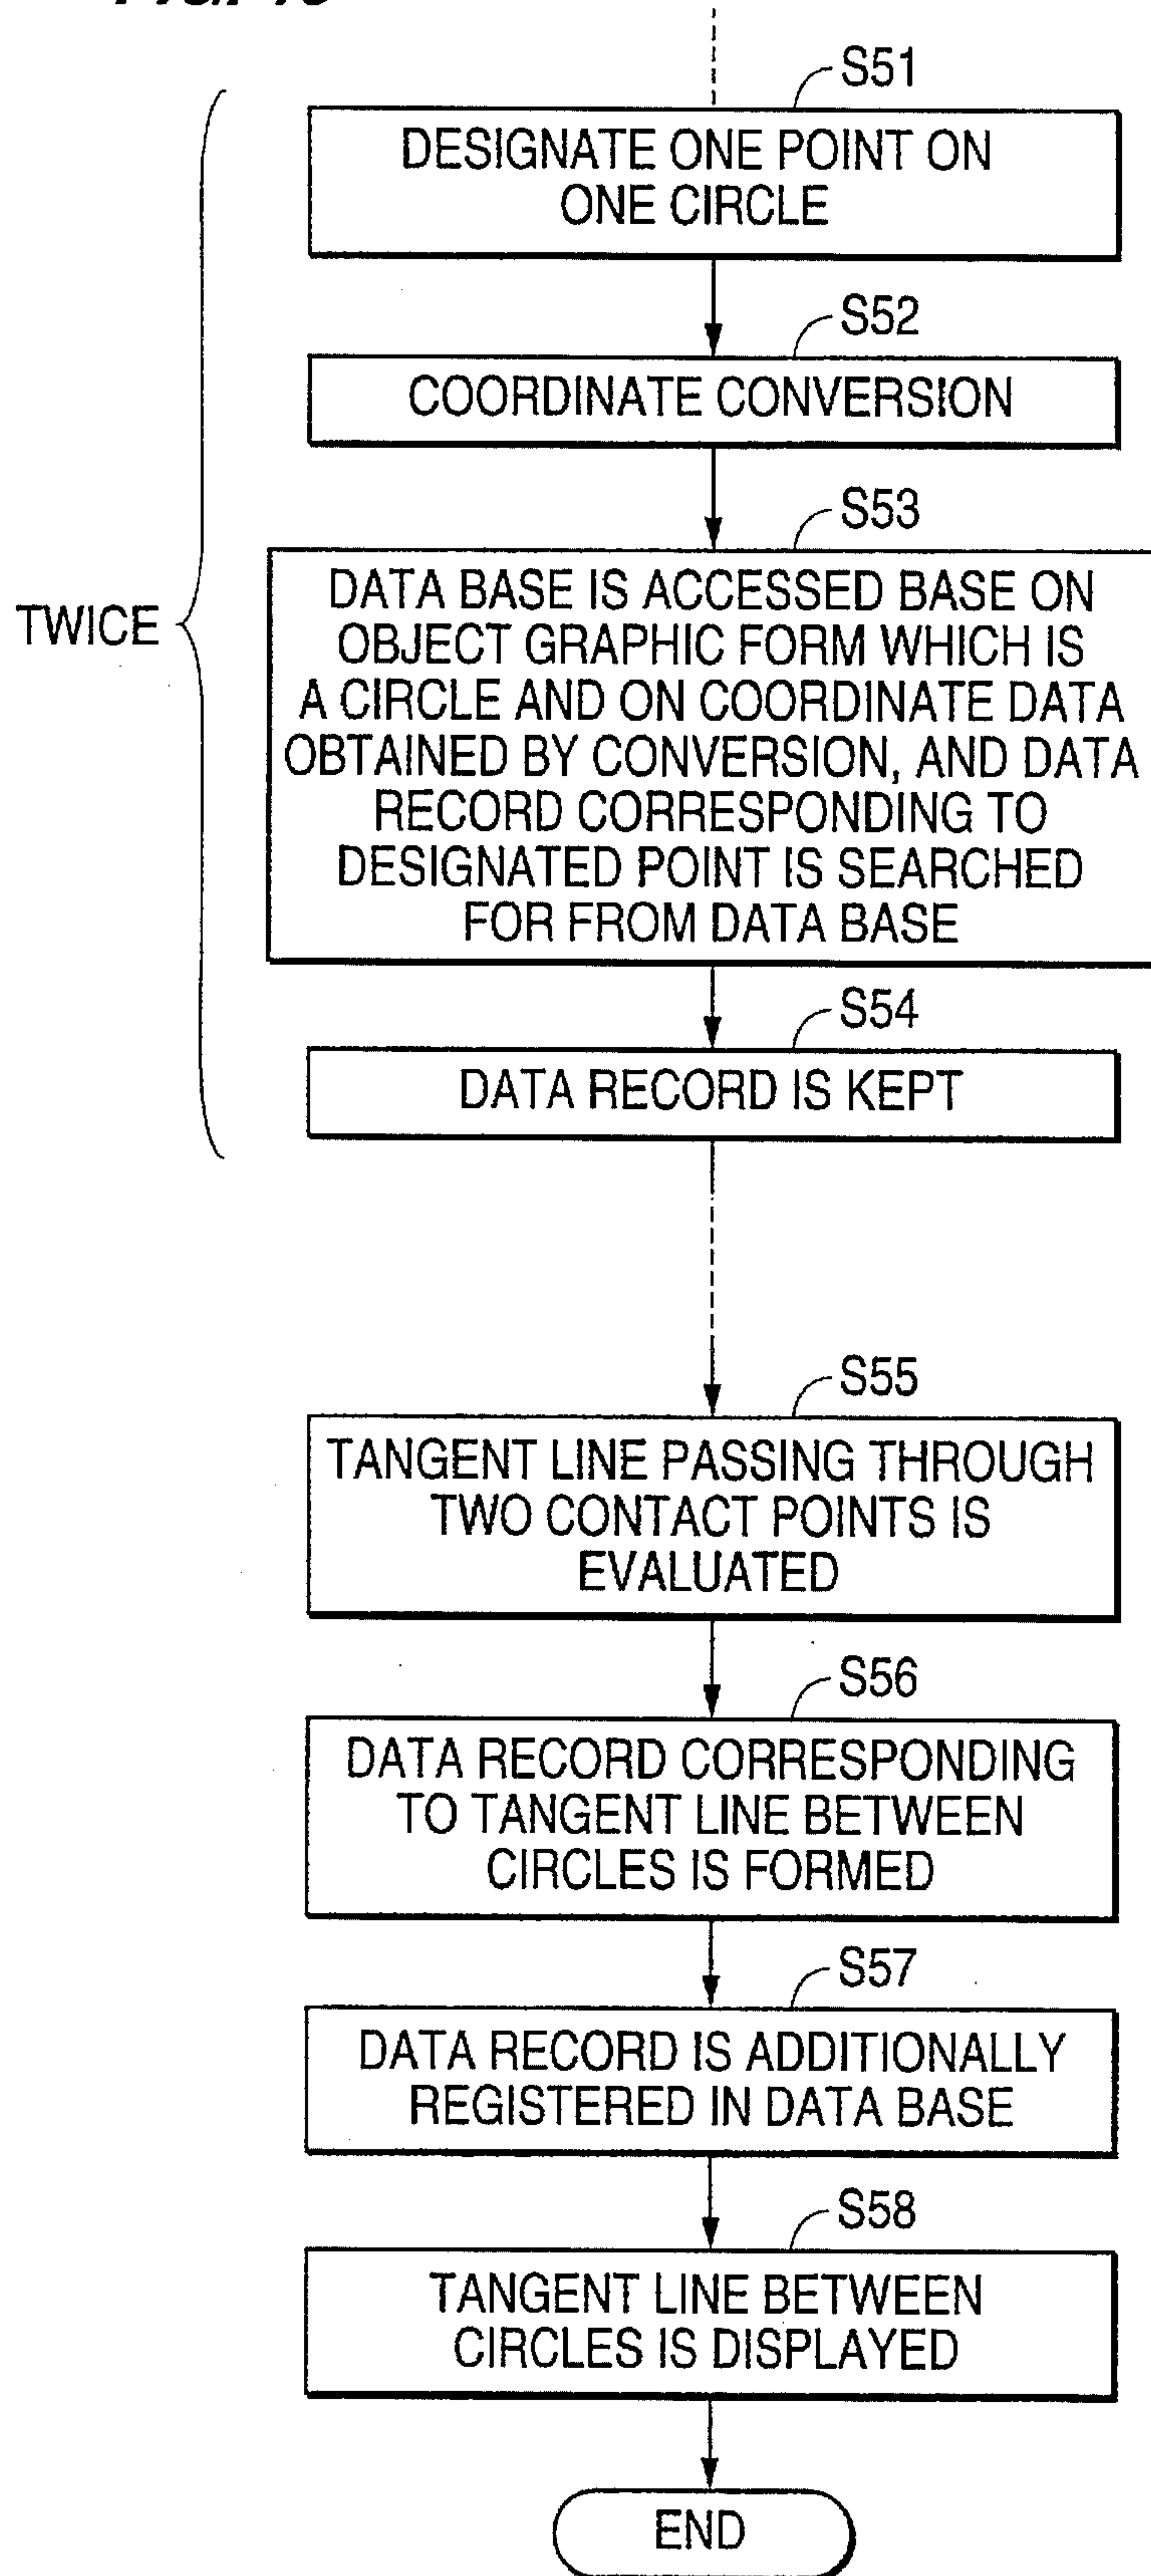 S51
DESIGNATE ONE POINT ON
ONE CIRCLE
S52
COORDINATE CONVERSION
S53
TWICE
DATA BASE IS ACCESSED BASE ON
OBJECT GRAPHIC FORM WHICH IS
A CIRCLE AND ON COORDINATE DATA
OBTAINED BY CONVERSION, AND DATA
RECORD CORRESPONDING TO
DESIGNATED POINT IS SEARCHED
FOR FROM DATA BASE
S54
DATA RECORD IS KEPT
S55
TANGENT LINE PASSING THROUGH
TWO CONTACT POINTS IS
EVALUATED
S56
DATA RECORD CORRESPONDING
TO TANGENT LINE BETWEEN
CIRCLES IS FORMED
S57
DATA RECORD IS ADDITIONALLY
REGISTERED IN DATA BASE
S58
TANGENT LINE BETWEEN
CIRCLES IS DISPLAYED
END